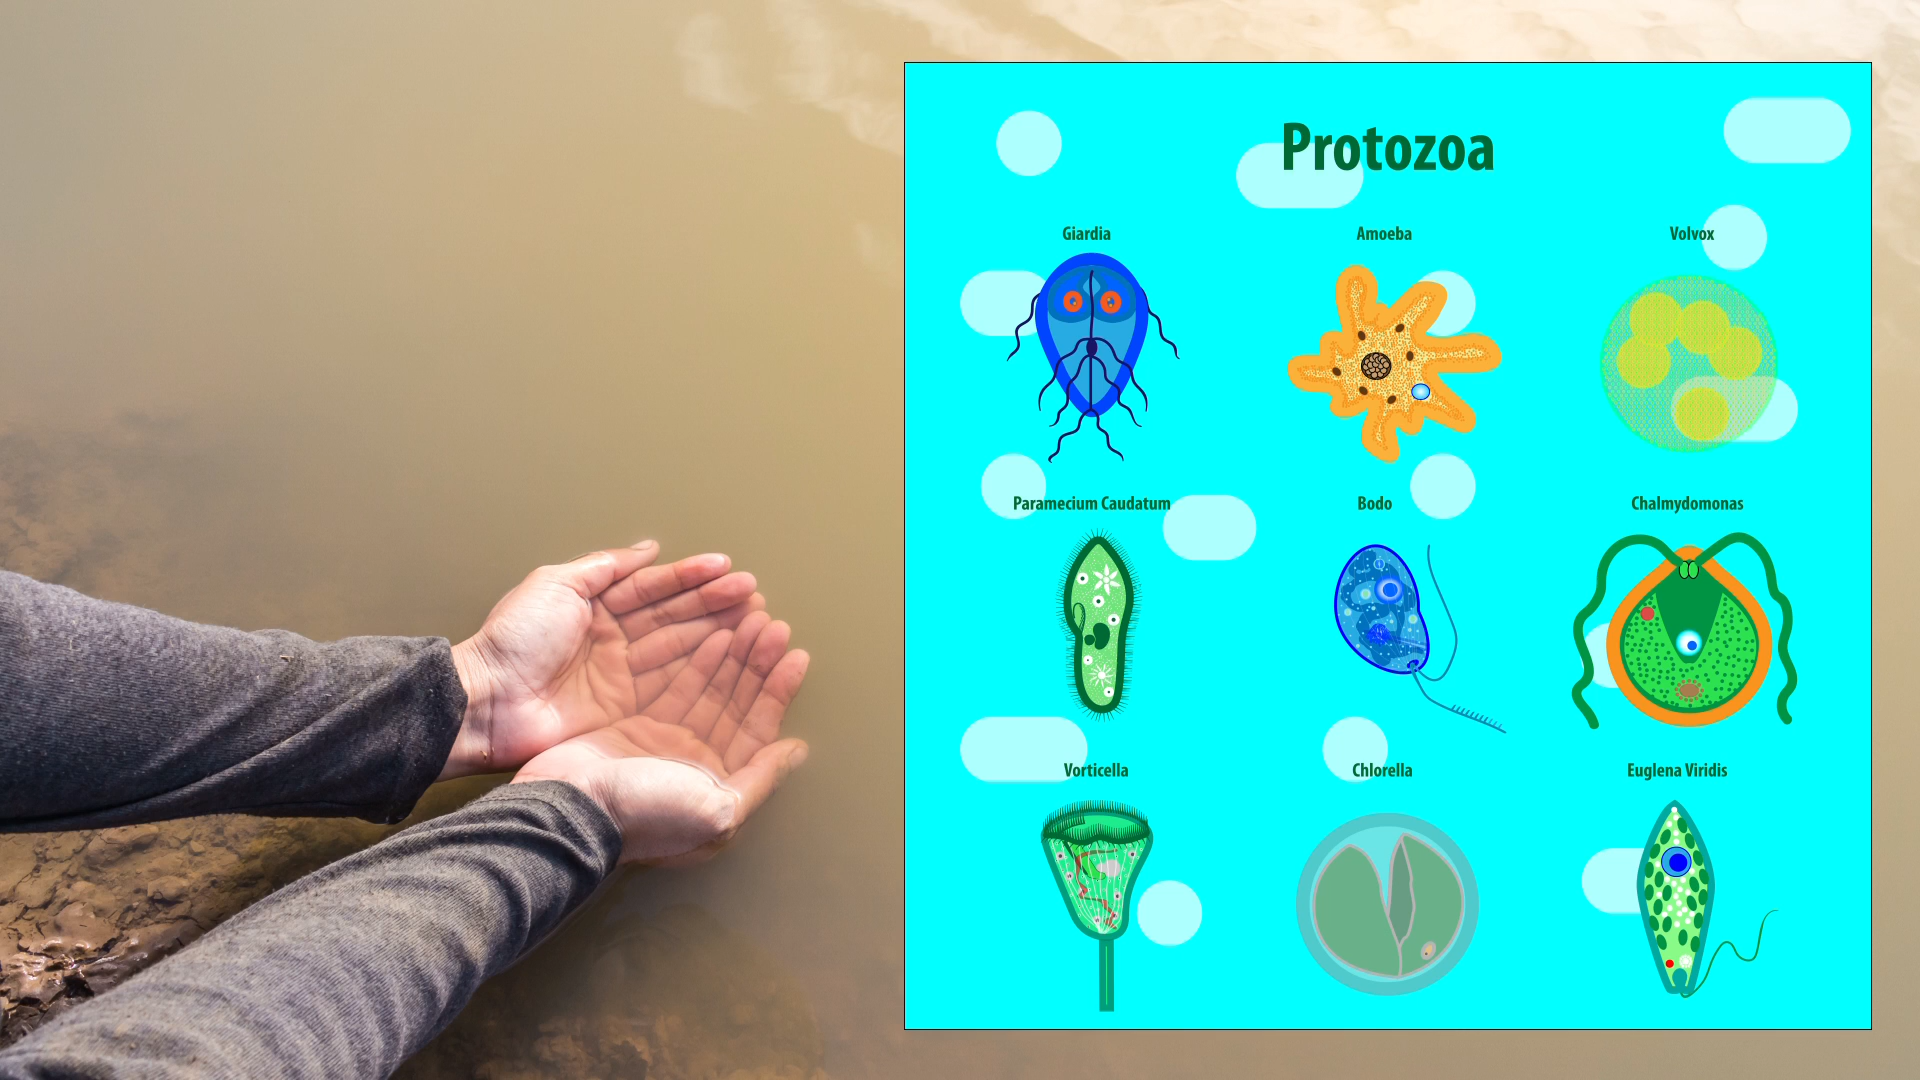 Protozoa
Giardia
Amoeba
Volvox
Paramecium Caudatum
Bodo
Chalmydomonas
Vorticella
Chlorella
Euglena Viridis